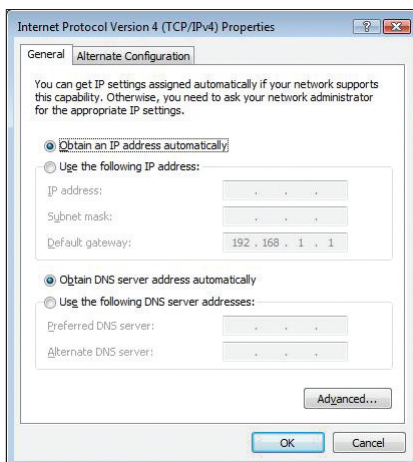 Internet Protocol Version 4 (TCP/IPv4) Properties
General
Alternate Configuration
You can get IP settings assigned automatically if your network supports
this capability. Otherwise, you need to ask your network administrator
for the appropriate IP settings.
Obtain an IP address automatically
Use the following IP address:
IP address:
Subnet mask:
Default gateway: 192 . 168 . 1 . 1
Obtain DNS server address automatically
Use the following DNS server addresses:
Preferred DNS server:
Alternate DNS server:
Advanced...
OK Cancel